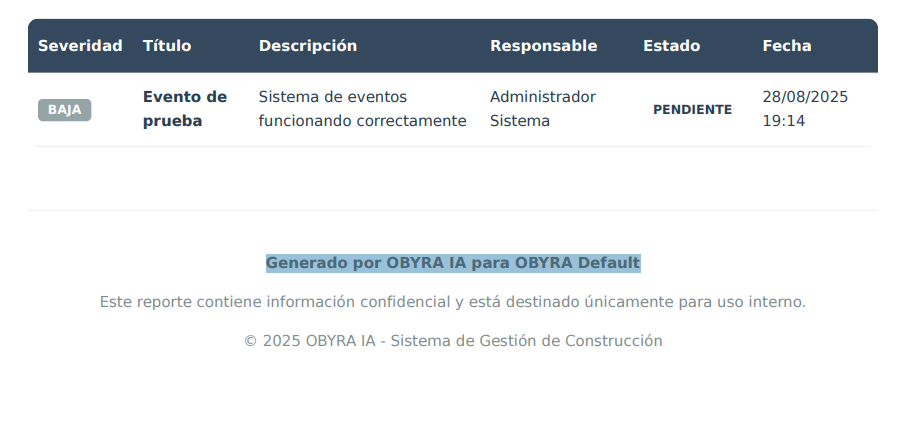 Severidad Título Descripción Responsable Estado Fecha
BAJA Evento de prueba Sistema de eventos funcionando correctamente Administrador Sistema PENDIENTE 28/08/2025 19:14
Generado por OBYRA IA para OBYRA Default
Este reporte contiene información confidencial y está destinado únicamente para uso interno.
© 2025 OBYRA IA - Sistema de Gestión de Construcción